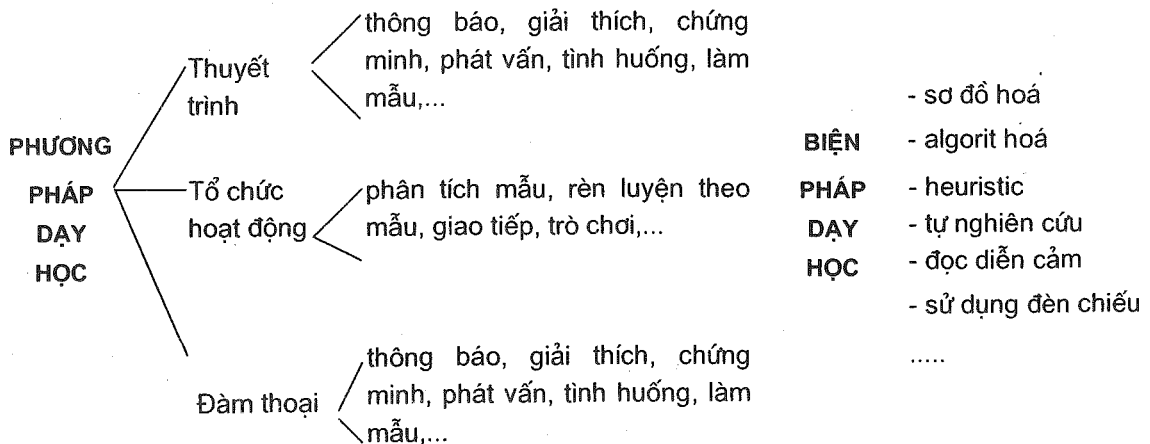 PHƯƠNG
PHÁP
DẠY
HỌC
Thuyết
trình
thông báo, giải thích, chứng
minh, phát vấn, tình huống, làm
mẫu,...
Tổ chức
hoạt động
phân tích mẫu, rèn luyện theo
mẫu, giao tiếp, trò chơi,...
Đàm thoại
thông báo, giải thích, chứng
minh, phát vấn, tình huống, làm
mẫu,...
BIỆN
PHÁP
DẠY
HỌC
- sơ đồ hoá
- algorit hoá
- heuristic
- tự nghiên cứu
- đọc diễn cảm
- sử dụng đèn chiếu
.....